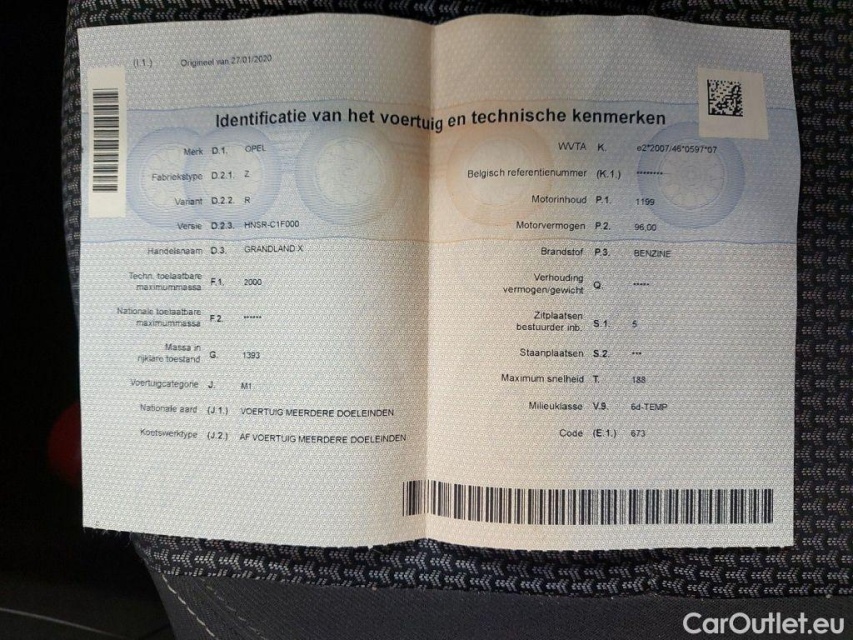 (I.1.) Origineel van 27/01/2020
Identificatie van het voertuig en technische kenmerken
Merk D.1. OPEL
Fabriekstype D.2.1. Z
Variant D.2.2. R
Versie D.2.3. HNSR-C1F000
Handelsnaam D.3. GRANDLAND X
Techn. toelaatbare
maximummassa F.1. 2000
Nationale toelaatbare
maximummassa F.2. ------
Massa in
rijklare toestand G. 1393
Voertuigcategorie J. M1
Nationale aard (J.1.) VOERTUIG MEERDERE DOELEINDEN
Koetswerktype (J.2.) AF VOERTUIG MEERDERE DOELEINDEN
WVTA K. e2*2007/46*0597*07
Belgisch referentienummer (K.1.) -------
Motorinhoud P.1. 1199
Motorvermogen P.2. 96,00
Brandstof P.3. BENZINE
Verhouding
vermogen/gewicht Q. -----
Zitplaatsen
bestuurder inb. S.1. 5
Staanplaatsen S.2. ---
Maximum snelheid T. 188
Milieuklasse V.9. 6d-TEMP
Code (E.1.) 673
CarOutlet.eu